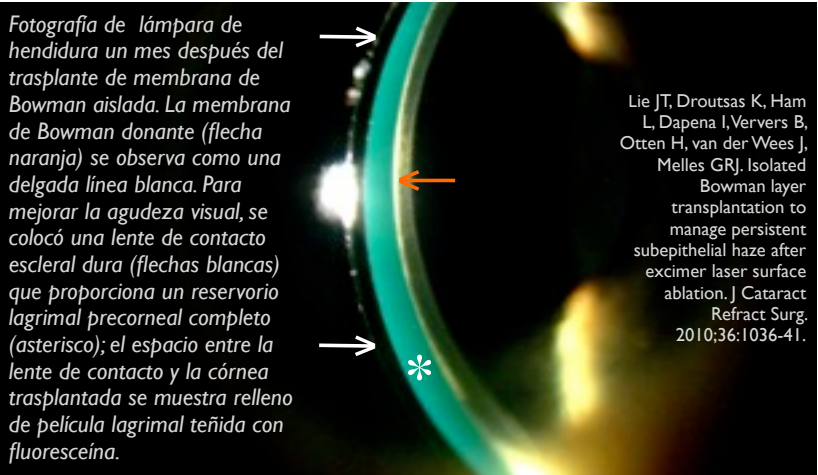 Fotografía de lámpara de
hendidura un mes después del
trasplante de membrana de
Bowman aislada. La membrana
de Bowman donante (flecha
naranja) se observa como una
delgada línea blanca. Para
mejorar la agudeza visual, se
colocó una lente de contacto
escleral dura (flechas blancas)
que proporciona un reservorio
lagrimal precorneal completo
(asterisco); el espacio entre la
lente de contacto y la córnea
trasplantada se muestra relleno
de película lagrimal teñida con
fluoresceína.
Lie JT, Droutsas K, Ham
L, Dapena I, Ververs B,
Otten H, van der Wees J,
Melles GRJ. Isolated
Bowman layer
transplantation to
manage persistent
subepithelial haze after
excimer laser surface
ablation. J Cataract
Refract Surg.
2010;36:1036-41.
*